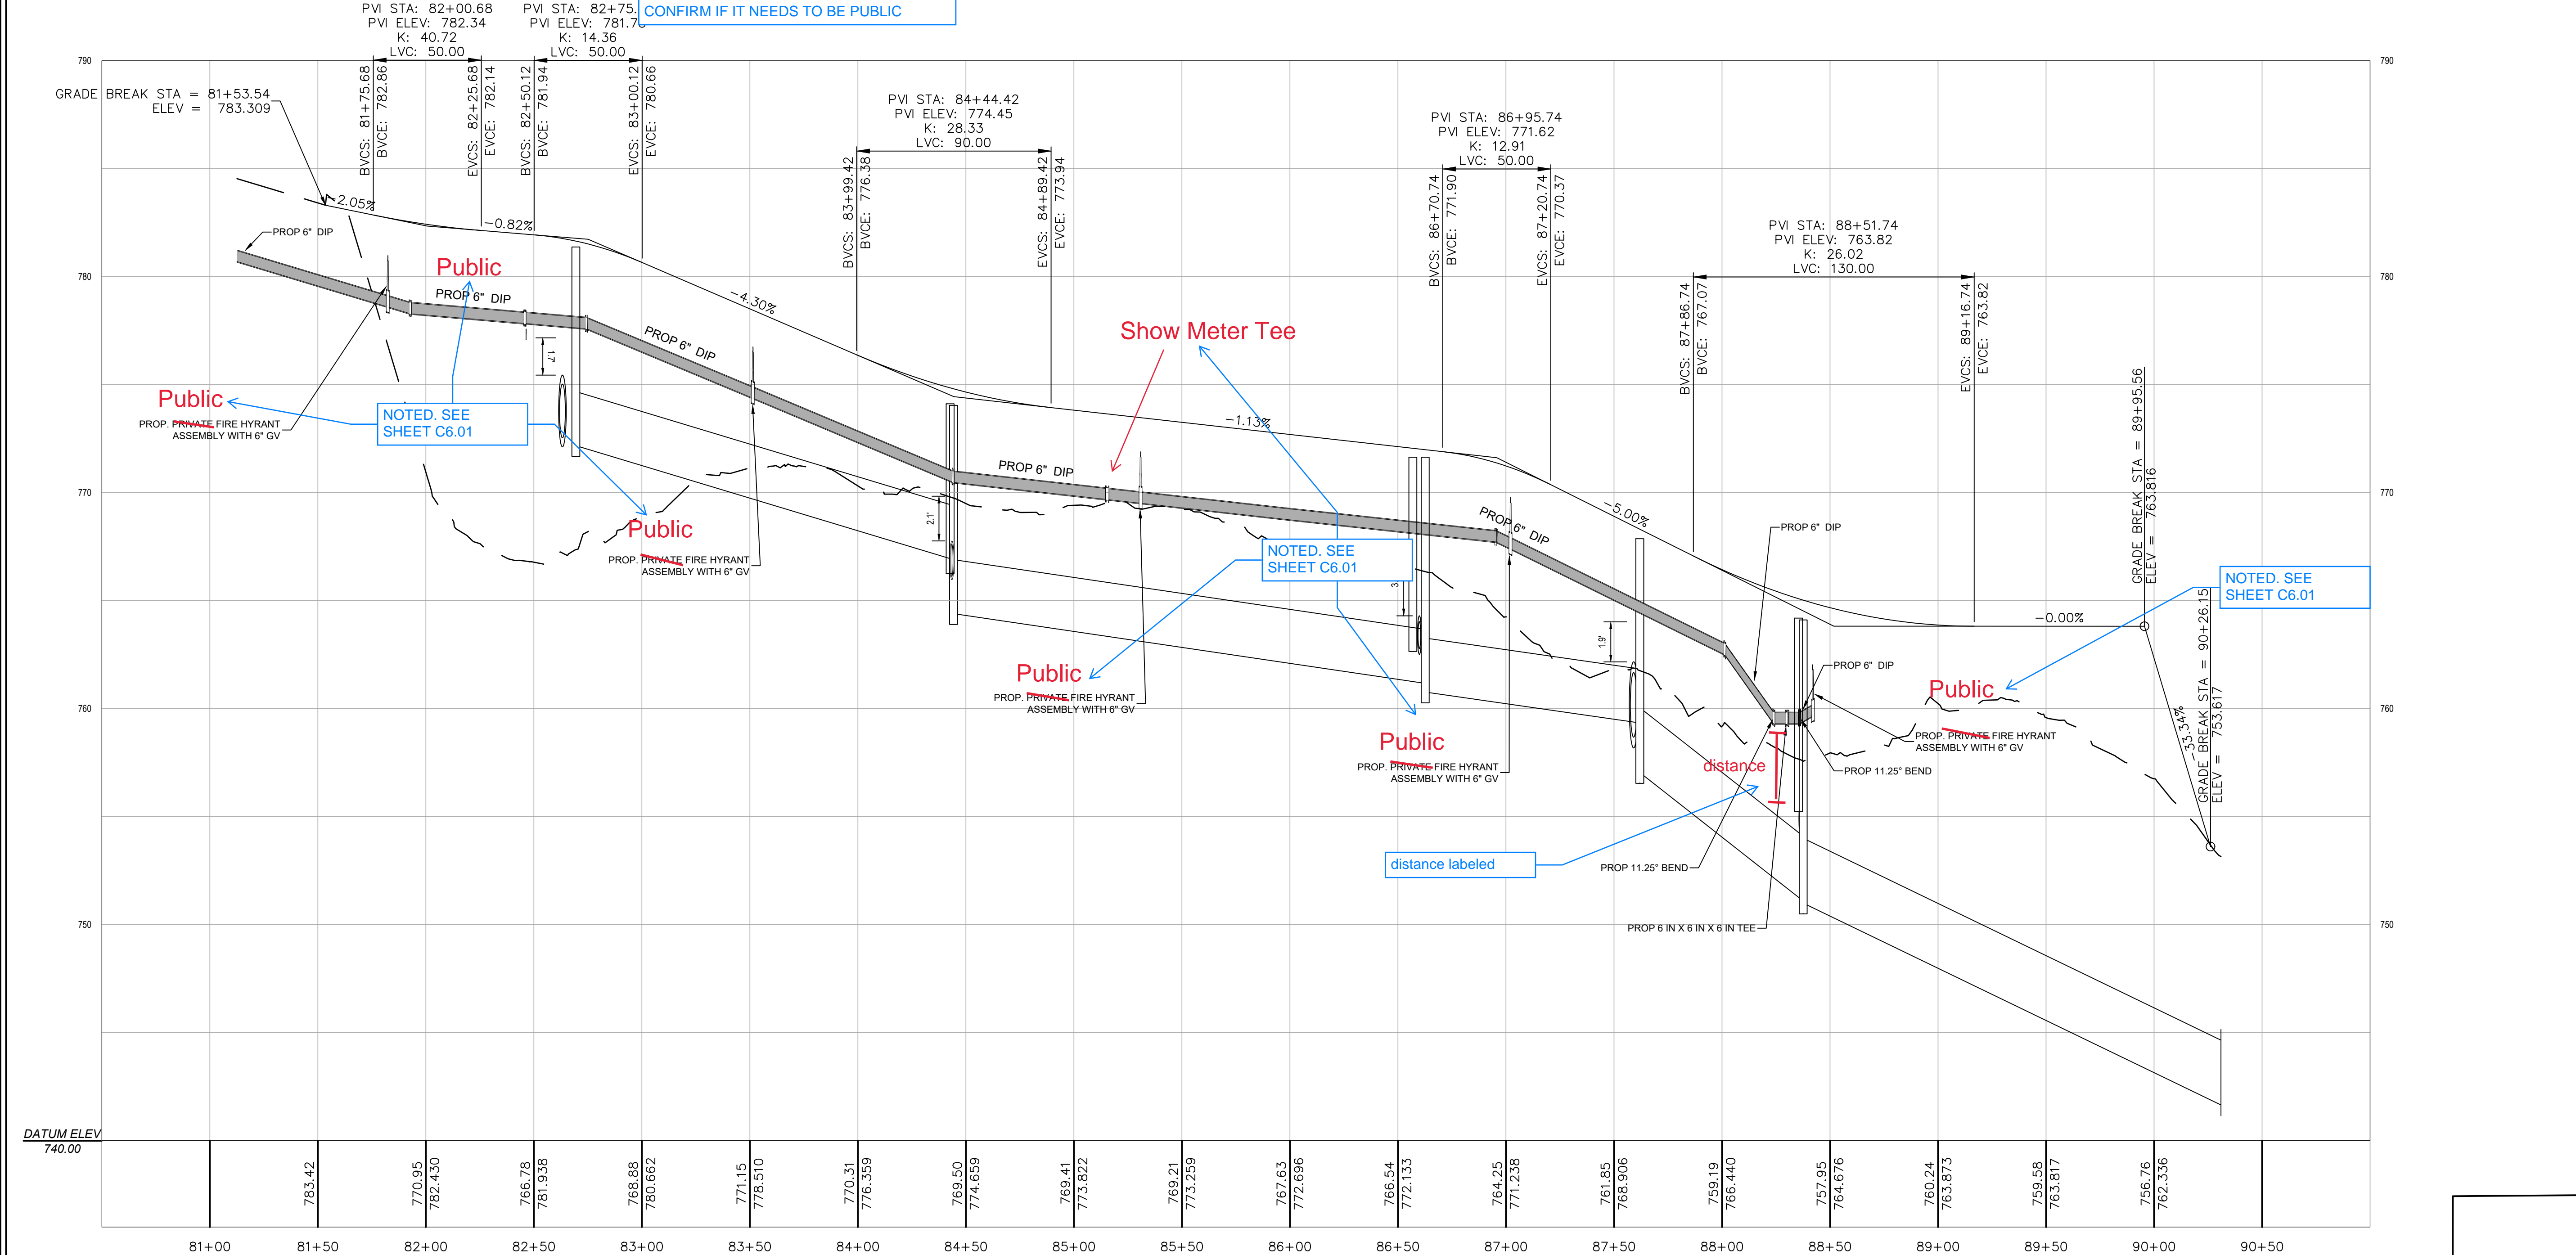 PVI STA: 82+00.68
PVI ELEV: 782.34
K: 40.72
LVC: 50.00
PVI STA: 82+75.
PVI ELEV: 781.7
K: 14.36
LVC: 50.00
CONFIRM IF IT NEEDS TO BE PUBLIC
790
790
GRADE BREAK STA = 81+53.54
ELEV = 783.309
BVCS: 81+75.68
BVCE: 782.86
EVCS: 82+25.68
EVCE: 782.14
BVCS: 82+50.12
BVCE: 781.94
EVCS: 83+00.12
EVCE: 780.66
PVI STA: 84+44.42
PVI ELEV: 774.45
K: 28.33
LVC: 90.00
BVCS: 83+99.42
BVCE: 776.38
EVCS: 84+89.42
EVCE: 773.94
PVI STA: 86+95.74
PVI ELEV: 771.62
K: 12.91
LVC: 50.00
BVCS: 86+70.74
BVCE: 771.90
EVCS: 87+20.74
EVCE: 770.37
PVI STA: 88+51.74
PVI ELEV: 763.82
K: 26.02
LVC: 130.00
BVCS: 87+86.74
BVCE: 767.07
EVCS: 89+16.74
EVCE: 763.82
GRADE BREAK STA = 89+95.56
ELEV = 763.816
GRADE BREAK STA = 90+26.15
ELEV = 753.617
-2.05%
-0.82%
-4.30%
-1.13%
-5.00%
-0.00%
-33.34%
PROP 6" DIP
780
780
Public
PROP 6" DIP
PROP 6" DIP
1.7'
Show Meter Tee
Public
NOTED. SEE
SHEET C6.01
PROP. PRIVATE FIRE HYRANT
ASSEMBLY WITH 6" GV
PROP 6" DIP
770
770
2.1'
PROP 6" DIP
PROP 6" DIP
Public
PROP. PRIVATE FIRE HYRANT
ASSEMBLY WITH 6" GV
NOTED. SEE
SHEET C6.01
3.
NOTED. SEE
SHEET C6.01
1.9'
PROP 6" DIP
Public
PROP. PRIVATE FIRE HYRANT
ASSEMBLY WITH 6" GV
Public
760
760
Public
PROP. PRIVATE FIRE HYRANT
ASSEMBLY WITH 6" GV
PROP. PRIVATE FIRE HYRANT
ASSEMBLY WITH 6" GV
distance
PROP 11.25° BEND
distance labeled
PROP 11.25° BEND
750
750
PROP 6 IN X 6 IN X 6 IN TEE
DATUM ELEV
740.00
783.42
770.95
782.430
766.78
781.938
768.88
780.662
771.15
778.510
770.31
776.359
769.50
774.659
769.41
773.822
769.21
773.259
767.63
772.696
766.54
772.133
764.25
771.238
761.85
768.906
759.19
766.440
757.95
764.676
760.24
763.873
759.58
763.817
756.76
762.336
81+00
81+50
82+00
82+50
83+00
83+50
84+00
84+50
85+00
85+50
86+00
86+50
87+00
87+50
88+00
88+50
89+00
89+50
90+00
90+50